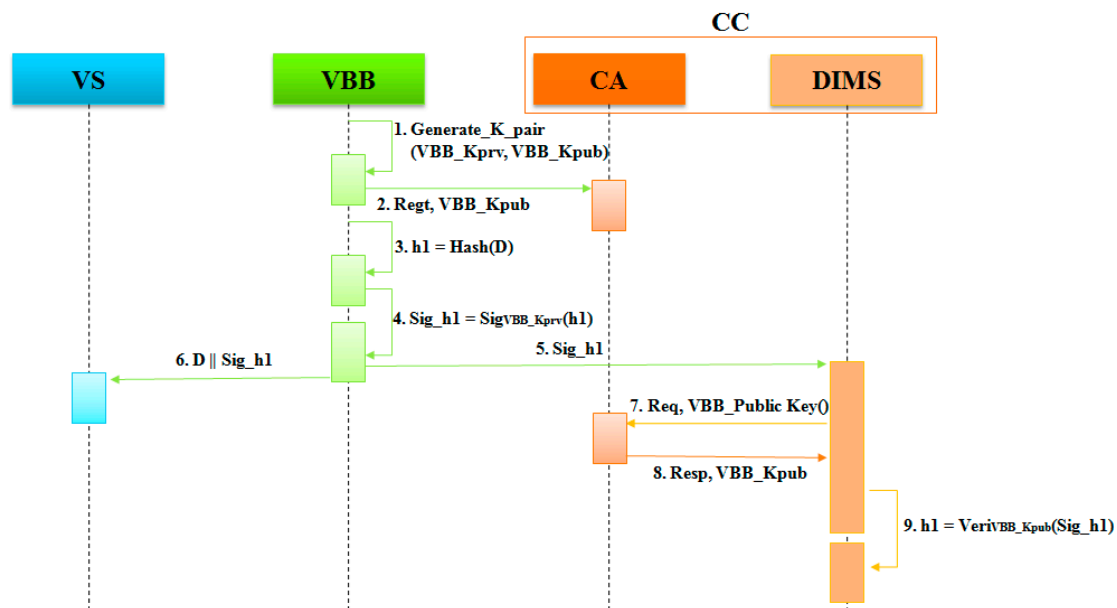 CC
VS
VBB
CA
DIMS
1. Generate_K_pair
(VBB_Kprv, VBB_Kpub)
2. Regt, VBB_Kpub
3. h1 = Hash(D)
4. Sig_h1 = SigVBB_Kprv(h1)
5. Sig_h1
6. D || Sig_h1
7. Req, VBB_Public Key()
8. Resp, VBB_Kpub
9. h1 = VeriVBB_Kpub(Sig_h1)